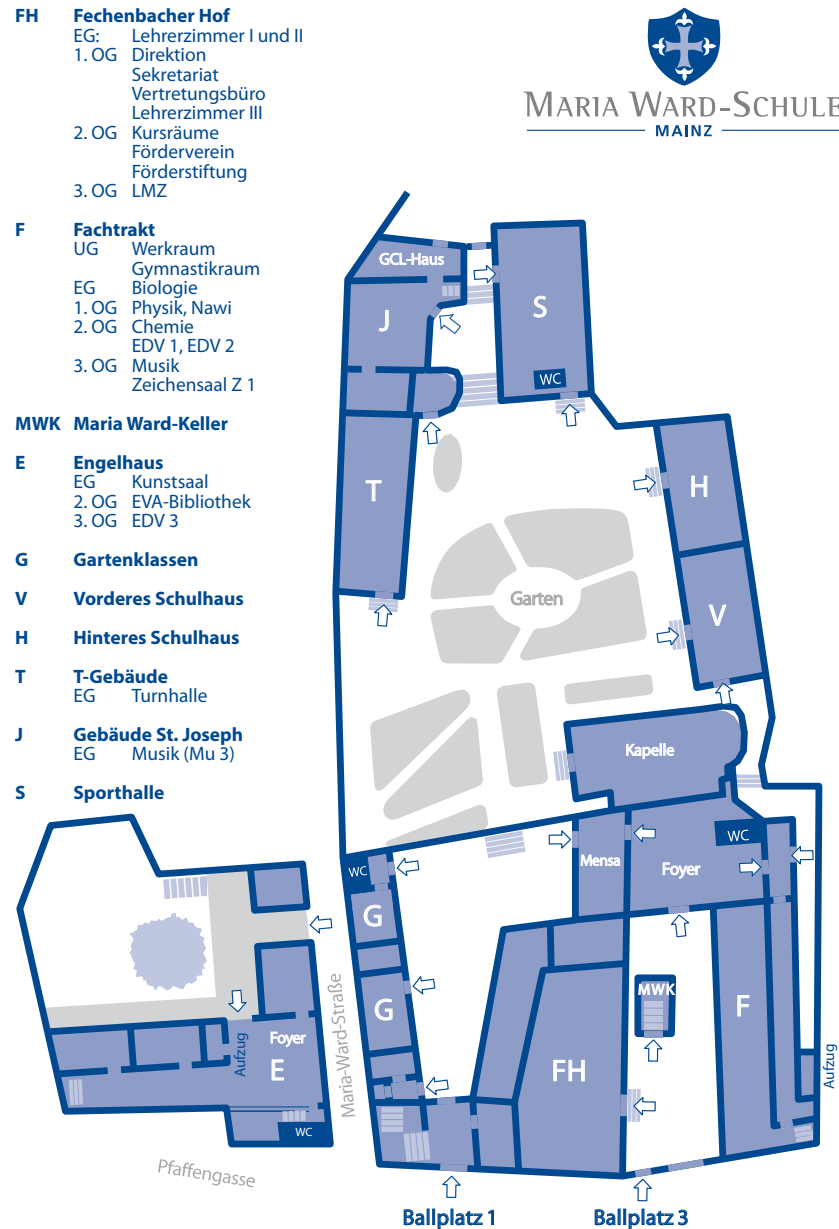 FH Fechenbacher Hof
EG: Lehrerzimmer I und II
1. OG Direktion
Sekretariat
Vertretungsbüro
Lehrerzimmer III
2. OG Kursräume
Förderverein
Förderstiftung
3. OG LMZ
F Fachtrakt
UG Werkraum
Gymnastikraum
EG Biologie
1. OG Physik, Nawi
2. OG Chemie
EDV 1, EDV 2
3. OG Musik
Zeichensaal Z 1
MWK Maria Ward-Keller
E Engelhaus
EG Kunstsaal
2. OG EVA-Bibliothek
3. OG EDV 3
G Gartenklassen
V Vorderes Schulhaus
H Hinteres Schulhaus
T T-Gebäude
EG Turnhalle
J Gebäude St. Joseph
EG Musik (Mu 3)
S Sporthalle
MARIA WARD-SCHULE
MAINZ
GCL-Haus
J
S
WC
T
H
Garten
V
Kapelle
WC
Mensa
Foyer
WC
G
G
MWK
F
FH
Foyer
E
Aufzug
WC
Maria-Ward-Straße
Pfaffengasse
Aufzug
Ballplatz 1
Ballplatz 3